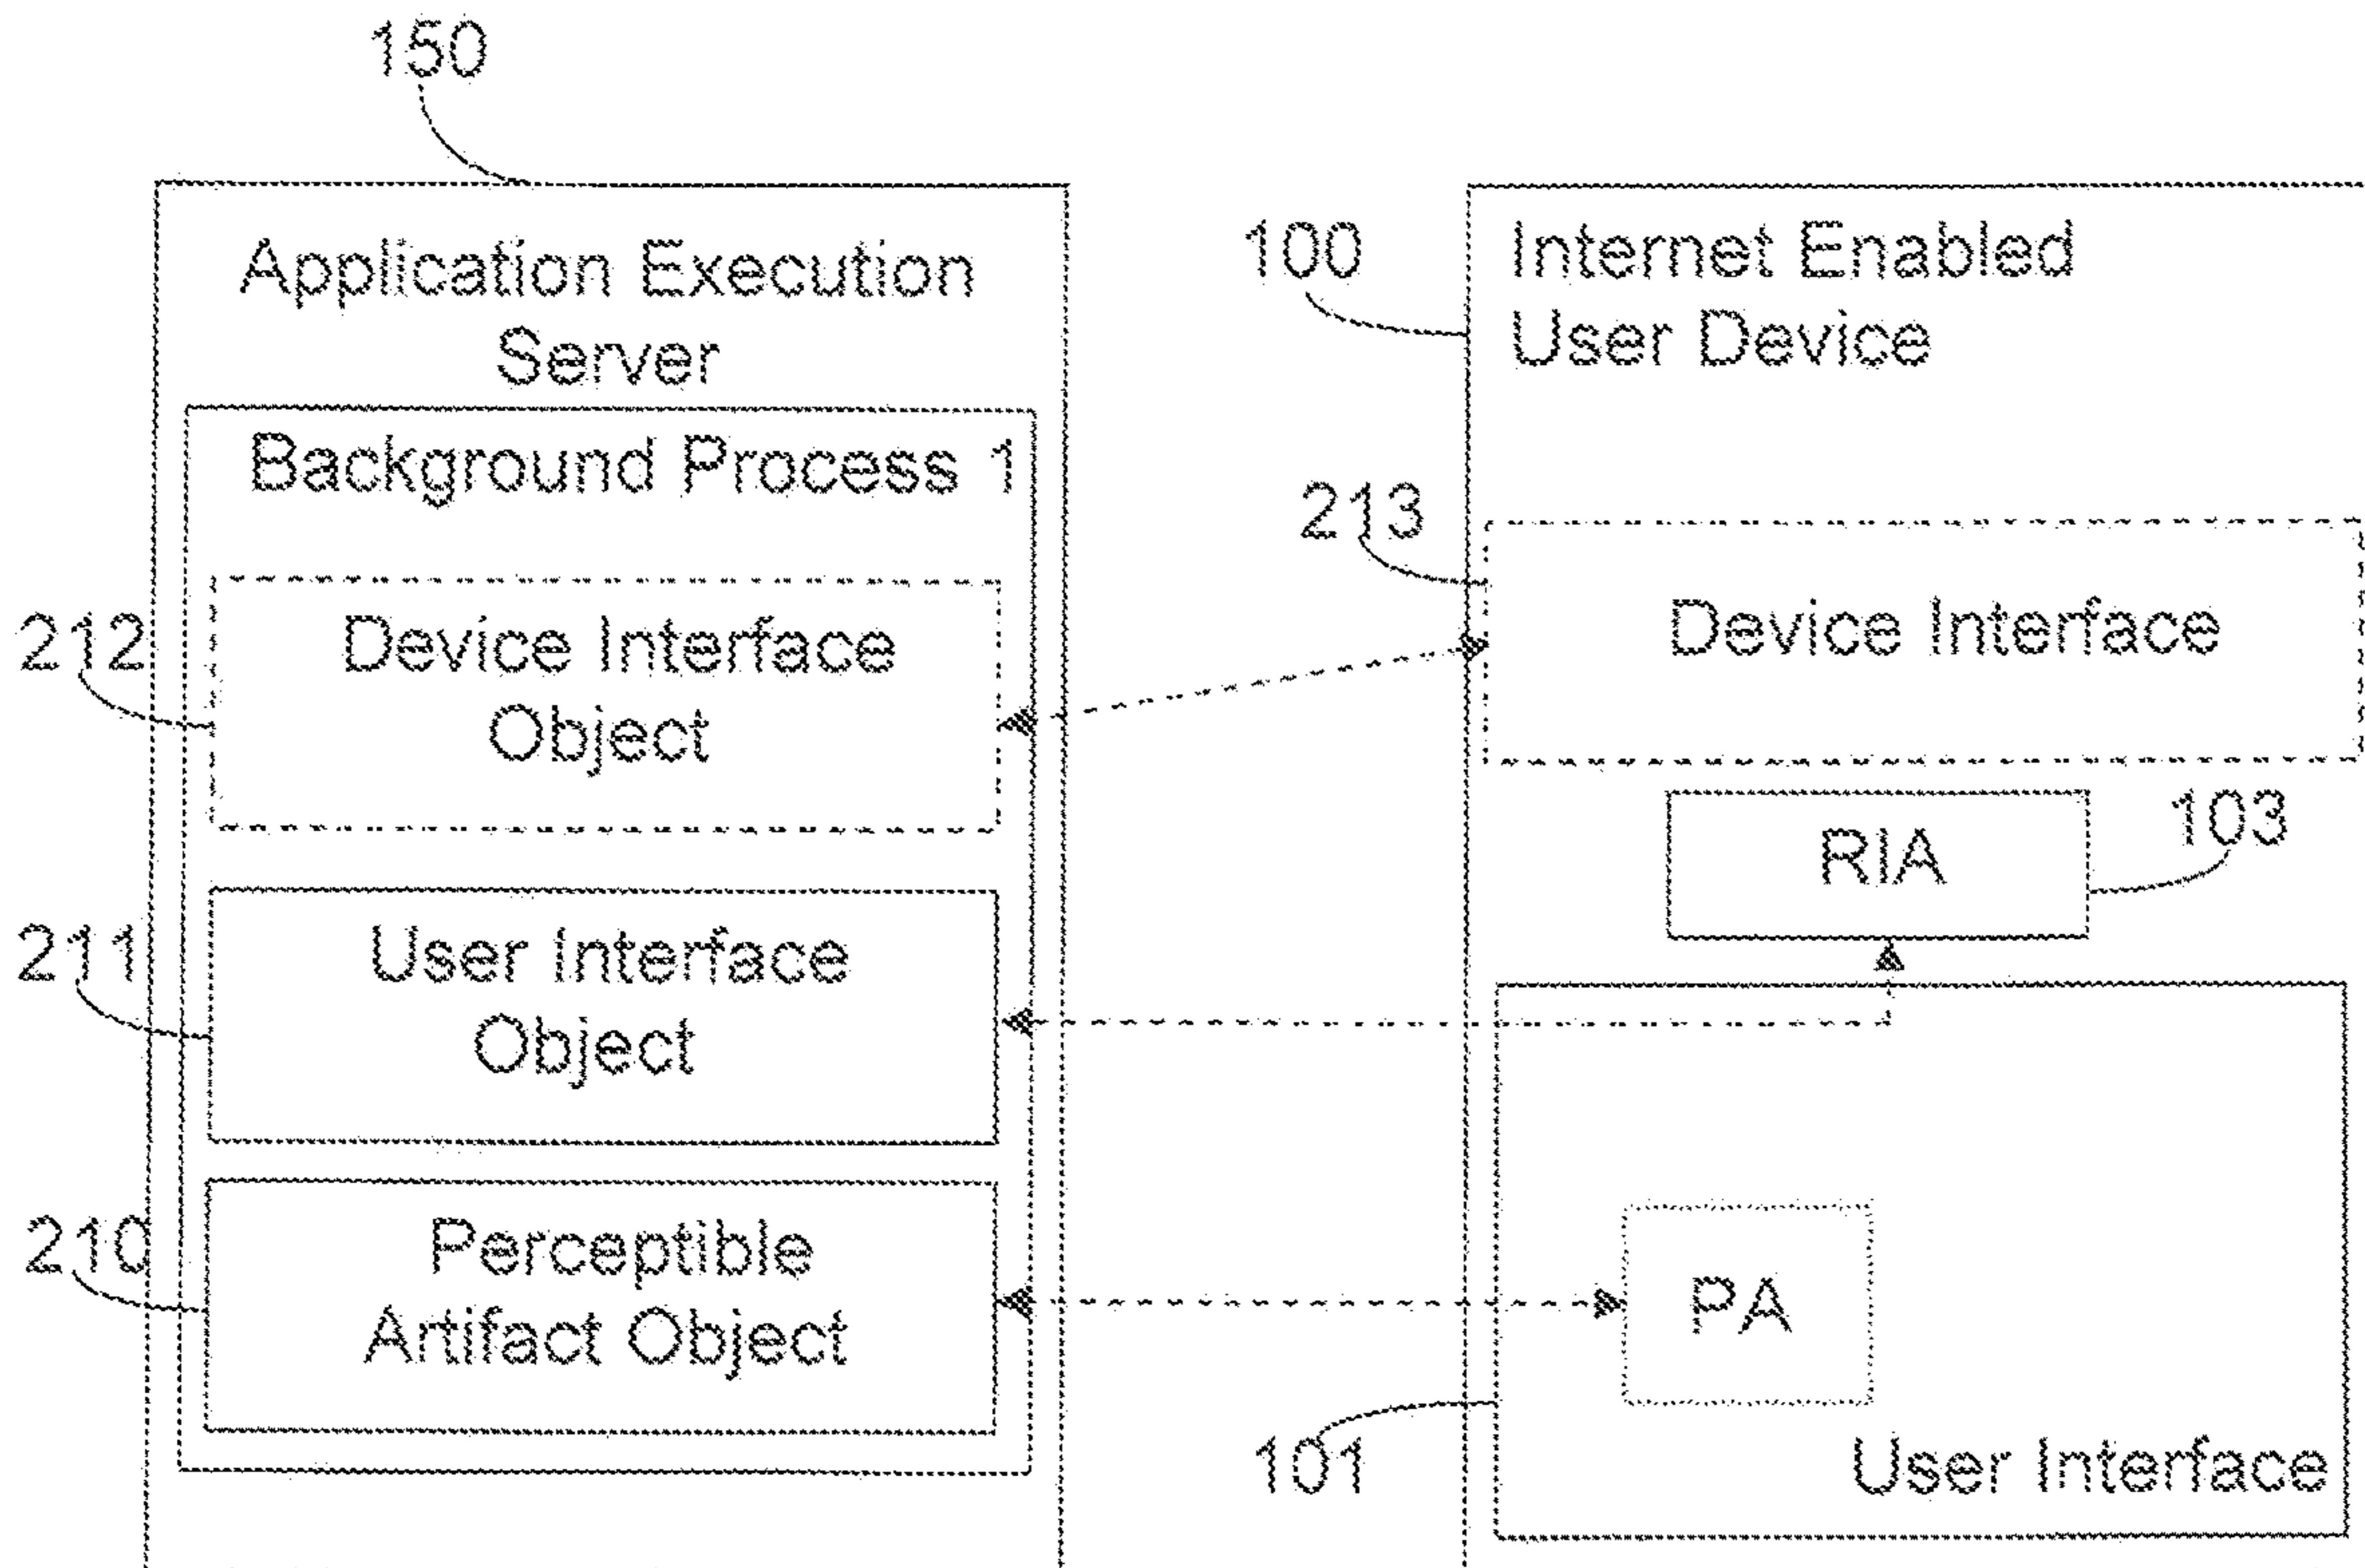 150
Application Execution
Server
Background Process 1
212
Device Interface
Object
211
User Interface
Object
210
Perceptible
Artifact Object
100
Internet Enabled
User Device
213
Device Interface
RIA
103
PA
101
User Interface